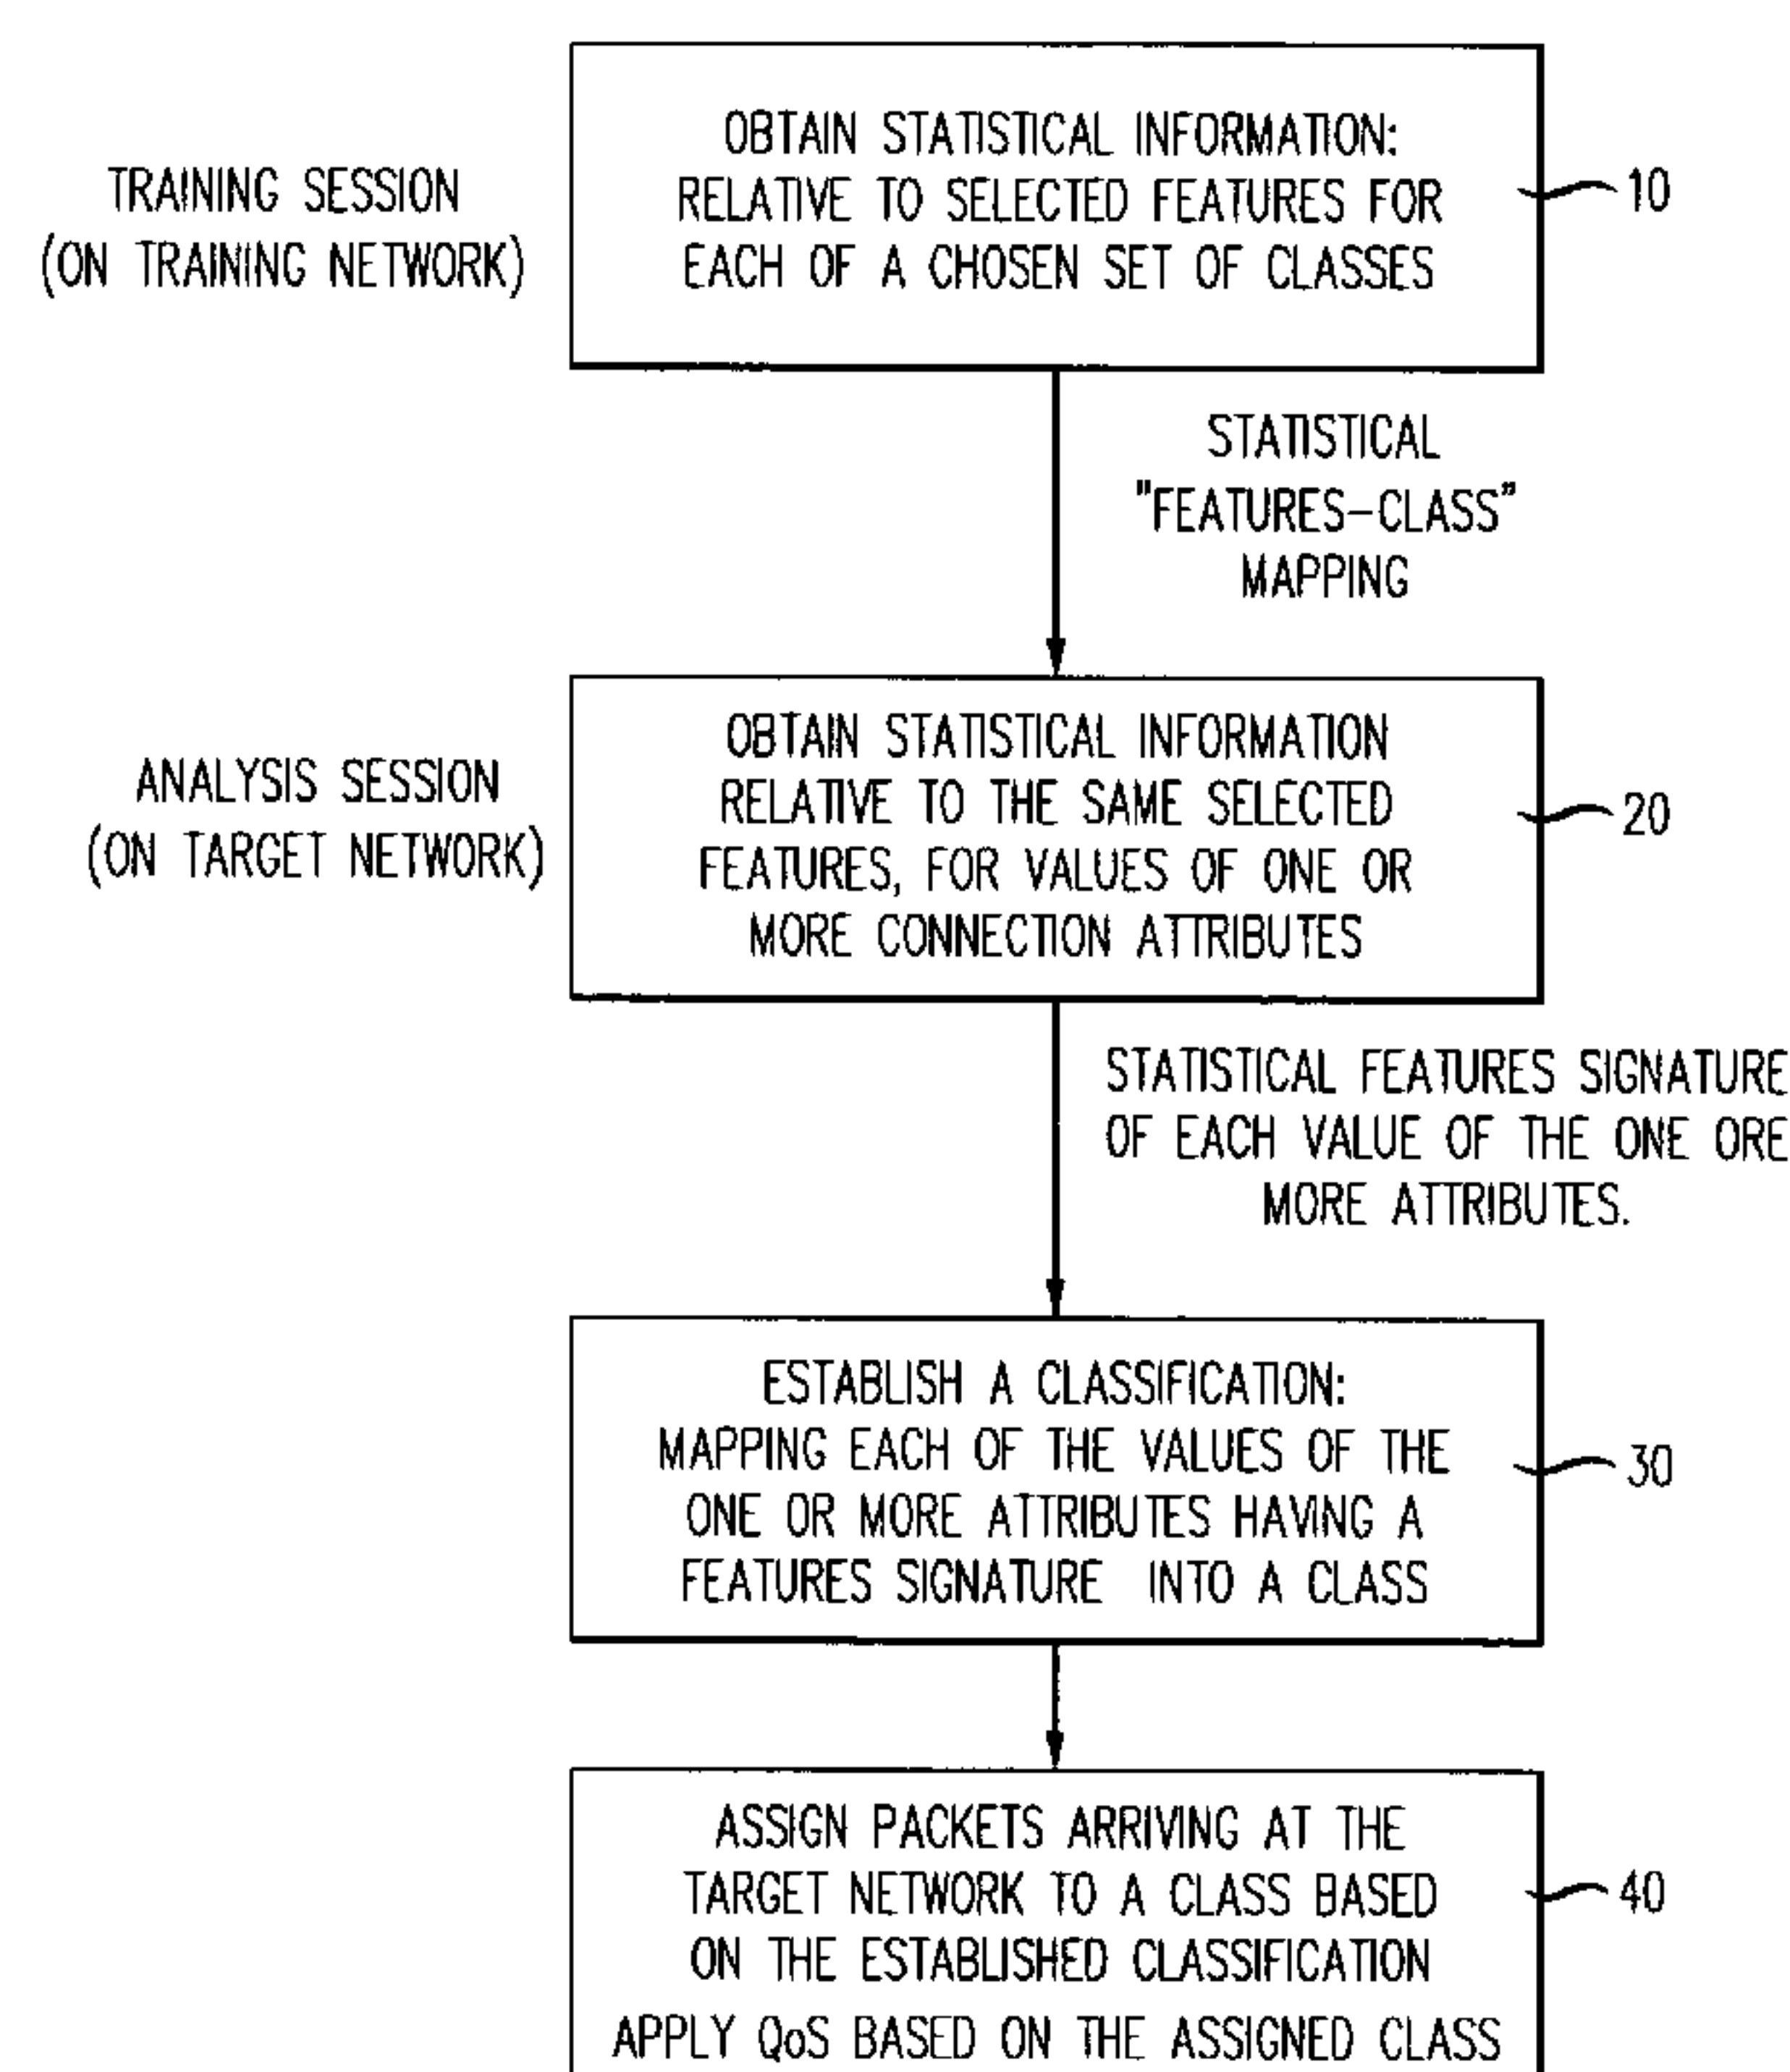 OBTAIN STATISTICAL INFORMATION:
RELATIVE TO SELECTED FEATURES FOR
EACH OF A CHOSEN SET OF CLASSES
10
TRAINING SESSION
(ON TRAINING NETWORK)
STATISTICAL
"FEATURES-CLASS"
MAPPING
OBTAIN STATISTICAL INFORMATION
RELATIVE TO THE SAME SELECTED
FEATURES, FOR VALUES OF ONE OR
MORE CONNECTION ATTRIBUTES
20
ANALYSIS SESSION
(ON TARGET NETWORK)
STATISTICAL FEATURES SIGNATURE
OF EACH VALUE OF THE ONE ORE
MORE ATTRIBUTES.
ESTABLISH A CLASSIFICATION:
MAPPING EACH OF THE VALUES OF THE
ONE OR MORE ATTRIBUTES HAVING A
FEATURES SIGNATURE INTO A CLASS
30
ASSIGN PACKETS ARRIVING AT THE
TARGET NETWORK TO A CLASS BASED
ON THE ESTABLISHED CLASSIFICATION
APPLY QoS BASED ON THE ASSIGNED CLASS
40